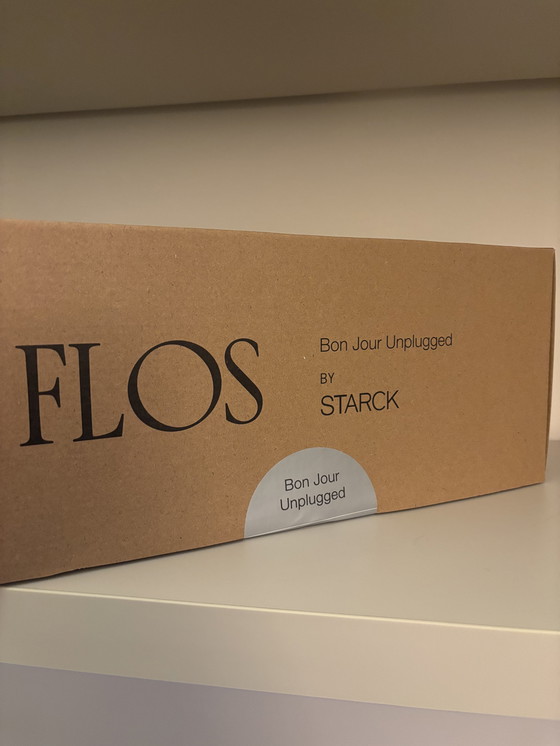 FLOS
Bon Jour Unplugged
BY
STARCK
Bon Jour
Unplugged